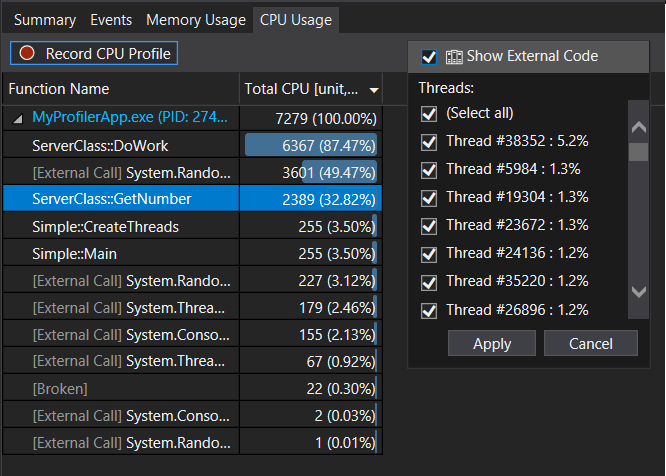 Summary Events Memory Usage CPU Usage
Record CPU Profile
Function Name Total CPU [unit,...
MyProfilerApp.exe (PID: 274... 7279 (100.00%)
ServerClass::DoWork 6367 (87.47%)
[External Call] System.Rando... 3601 (49.47%)
ServerClass::GetNumber 2389 (32.82%)
Simple::CreateThreads 255 (3.50%)
Simple::Main 255 (3.50%)
[External Call] System.Rando... 227 (3.12%)
[External Call] System.Threa... 179 (2.46%)
[External Call] System.Conso... 155 (2.13%)
[External Call] System.Threa... 67 (0.92%)
[Broken] 22 (0.30%)
[External Call] System.Conso... 2 (0.03%)
[External Call] System.Rando... 1 (0.01%)
Show External Code
Threads:
(Select all)
Thread #38352 : 5.2%
Thread #5984 : 1.3%
Thread #19304 : 1.3%
Thread #23672 : 1.3%
Thread #24136 : 1.2%
Thread #35220 : 1.2%
Thread #26896 : 1.2%
Apply Cancel